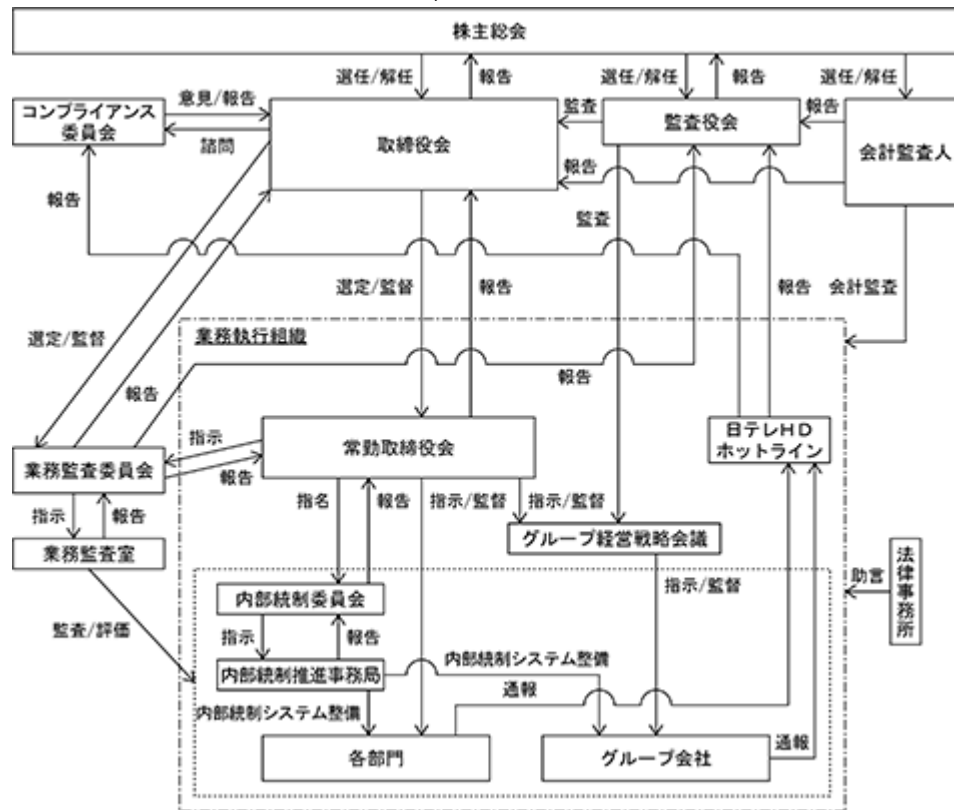 株主総会
選任/解任
報告
選任/解任
報告
選任/解任
コンプライアンス
委員会
意見/報告
諮問
取締役会
監査
監査役会
報告
会計監査人
報告
報告
監査
選定/監督
報告
報告
会計監査
選定/監督
業務執行組織
報告
報告
常勤取締役会
日テレHD
ホットライン
指示
報告
業務監査委員会
指示
報告
指名
報告
指示/監督
指示/監督
グループ経営戦略会議
業務監査室
法律事務所
助言
指示/監督
内部統制委員会
監査/評価
指示
報告
内部統制システム整備
内部統制推進事務局
通報
内部統制システム整備
各部門
グループ会社
通報